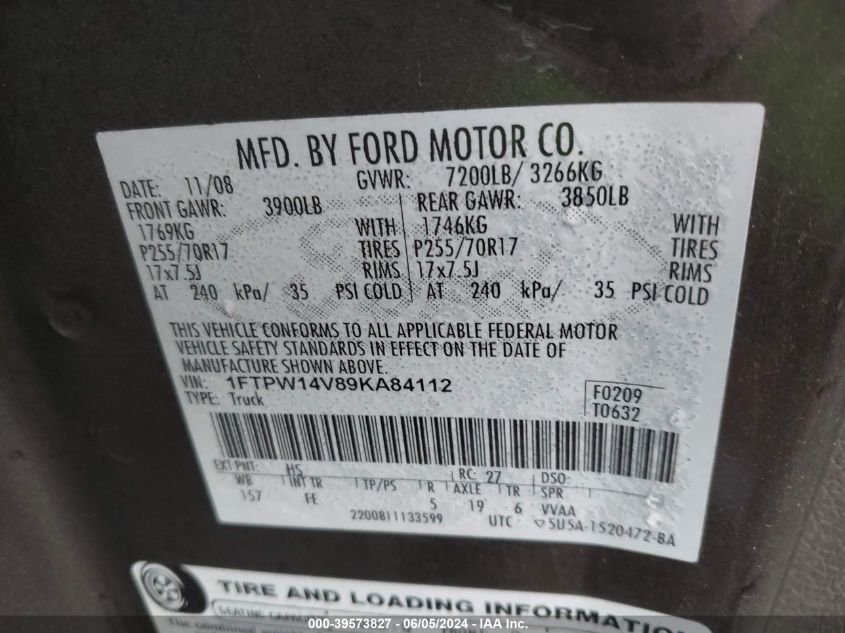 MFD. BY FORD MOTOR CO.
DATE: 11/08 GVWR: 7200LB/ 3266KG
FRONT GAWR: 3900LB REAR GAWR: 3850LB
1769KG WITH 1746KG WITH
P255/70R17 TIRES P255/70R17 TIRES
17x7.5J RIMS 17x7.5J RIMS
AT 240 kPa/ 35 PSI COLD AT 240 kPa/ 35 PSI COLD
THIS VEHICLE CONFORMS TO ALL APPLICABLE FEDERAL MOTOR
VEHICLE SAFETY STANDARDS IN EFFECT ON THE DATE OF
MANUFACTURE SHOWN ABOVE.
VIN: 1FTPW14V89KA84112 F0209
TYPE: Truck T0632
EXT PNT: HS RC: 27 DSO:
WB INT TR TP/PS R AXLE TR SPR
157 FE 5 19 6 VVAA
2200811133599 UTC ▽5U5A-1520472-BA
TIRE AND LOADING INFORMATION
SEATING CAPACITY
The combined
000-39573827 - 06/05/2024 - IAA Inc.